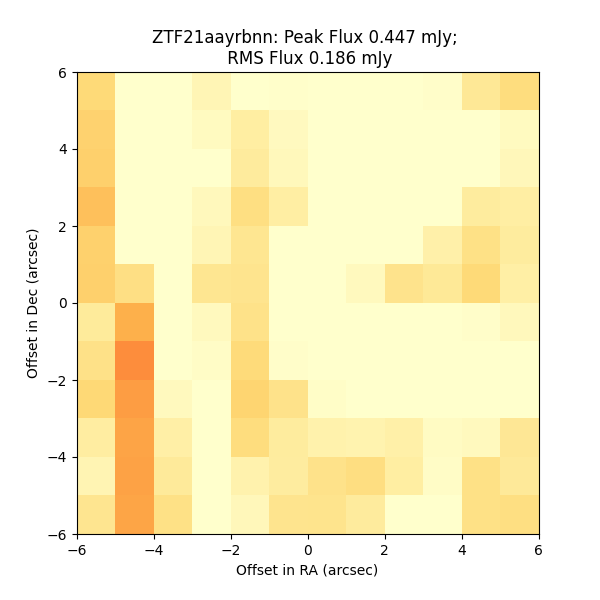 ZTF21aayrbnn: Peak Flux 0.447 mJy;
RMS Flux 0.186 mJy
6
4
2
0
−2
−4
−6
Offset in Dec (arcsec)
−6 −4 −2 0 2 4 6
Offset in RA (arcsec)